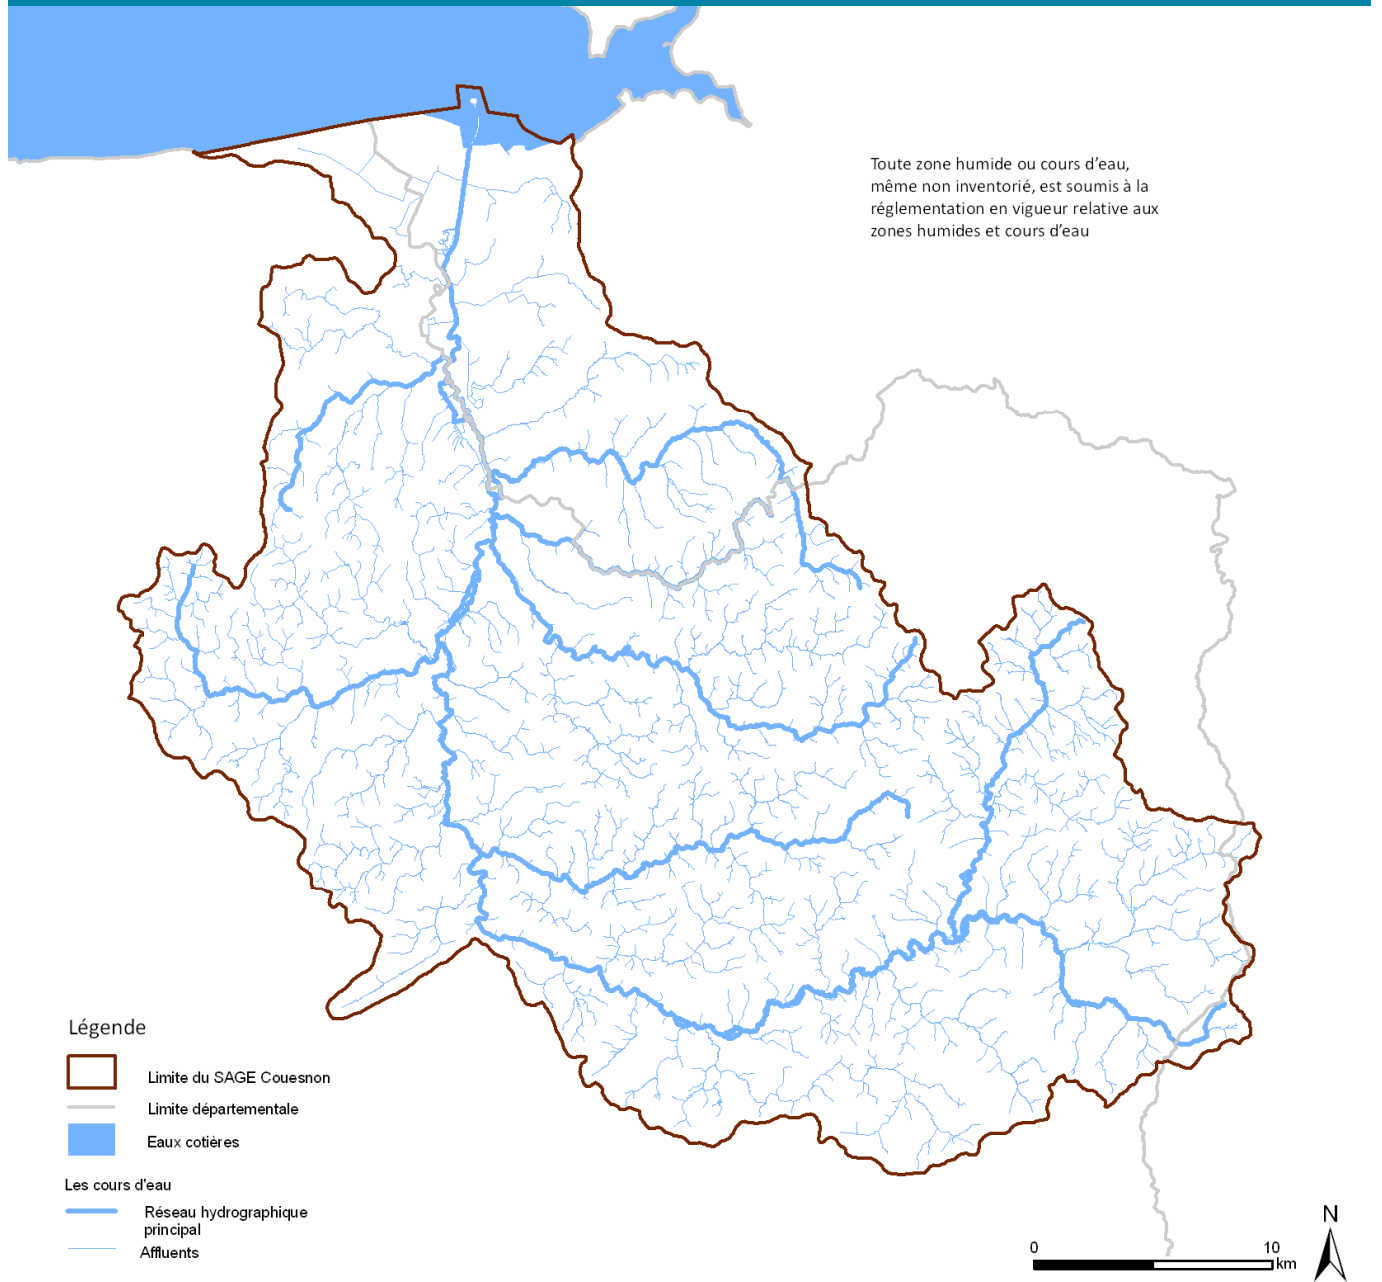 Toute zone humide ou cours d'eau,
même non inventorié, est soumis à la
réglementation en vigueur relative aux
zones humides et cours d'eau
Légende
Limite du SAGE Couesnon
Limite départementale
Eaux cotières
Les cours d'eau
Réseau hydrographique
principal
Affluents
N
0 10
km